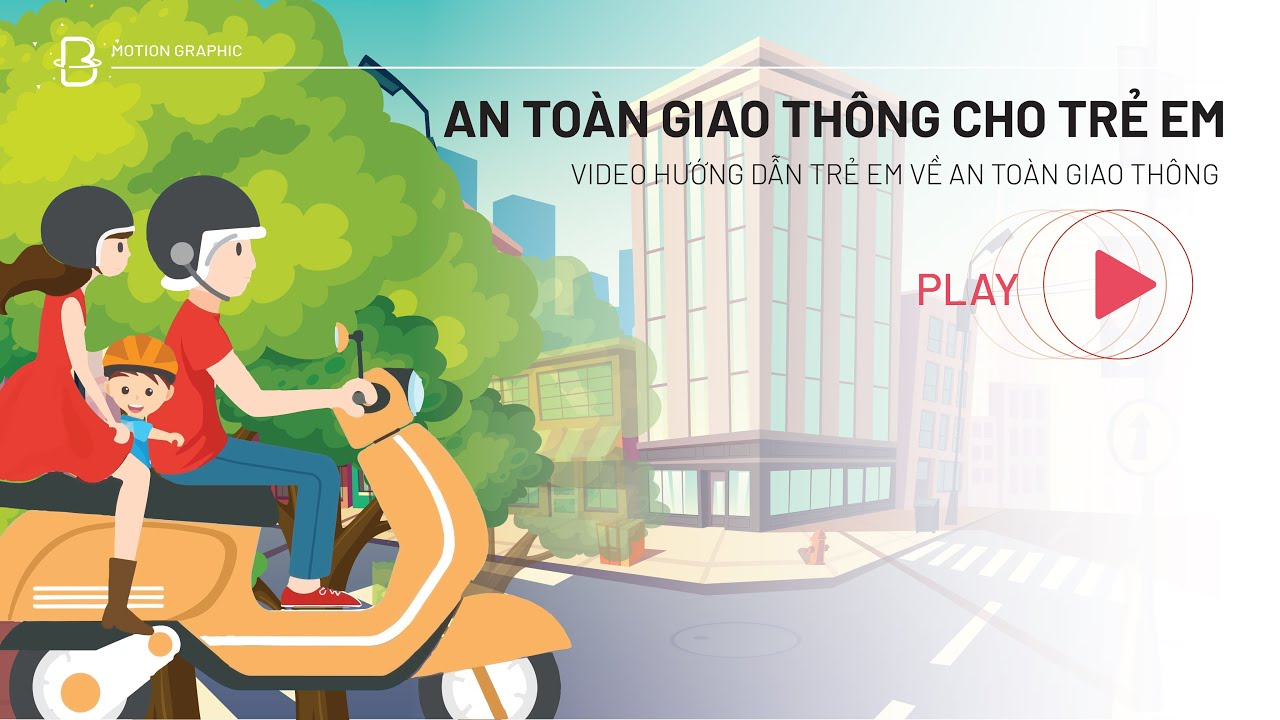 MOTION GRAPHIC
AN TOÀN GIAO THÔNG CHO TRẺ EM
VIDEO HƯỚNG DẪN TRẺ EM VỀ AN TOÀN GIAO THÔNG
PLAY